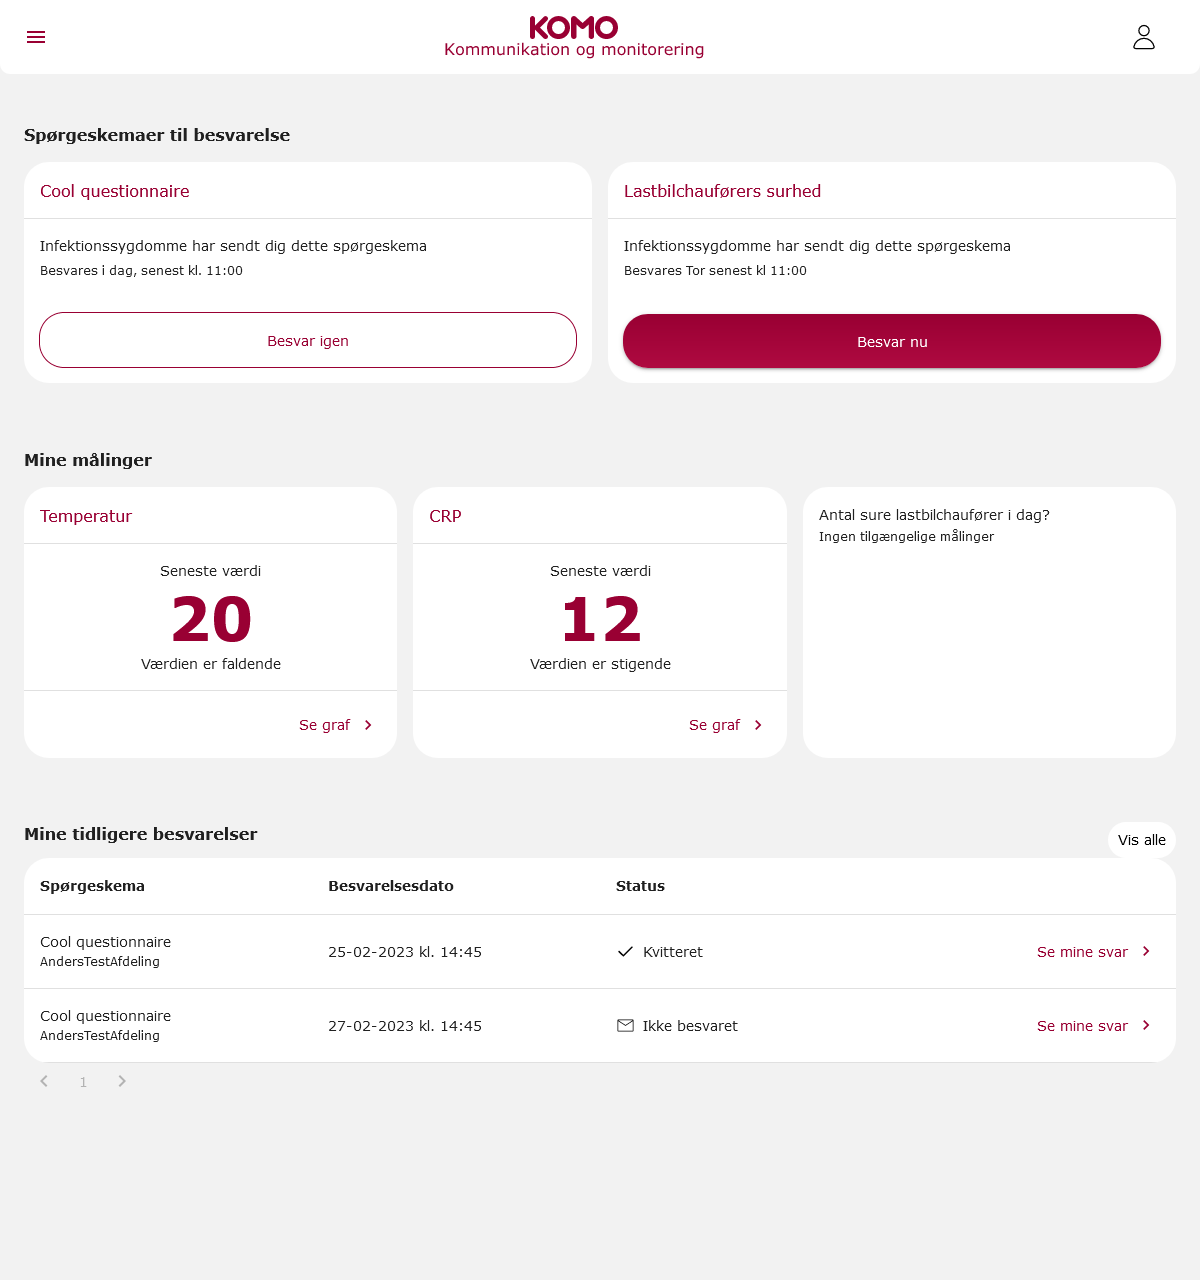 KOMO
Kommunikation og monitorering
Spørgeskemaer til besvarelse
Cool questionnaire
Infektionssygdomme har sendt dig dette spørgeskema
Besvares i dag, senest kl. 11:00
Besvar igen
Lastbilchauførers surhed
Infektionssygdomme har sendt dig dette spørgeskema
Besvares Tor senest kl 11:00
Besvar nu
Mine målinger
Temperatur
Seneste værdi
20
Værdien er faldende
Se graf
CRP
Seneste værdi
12
Værdien er stigende
Se graf
Antal sure lastbilchaufører i dag?
Ingen tilgængelige målinger
Mine tidligere besvarelser
Vis alle
Spørgeskema Besvarelsesdato Status
Cool questionnaire
AndersTestAfdeling
25-02-2023 kl. 14:45 Kvitteret Se mine svar
Cool questionnaire
AndersTestAfdeling
27-02-2023 kl. 14:45 Ikke besvaret Se mine svar
1